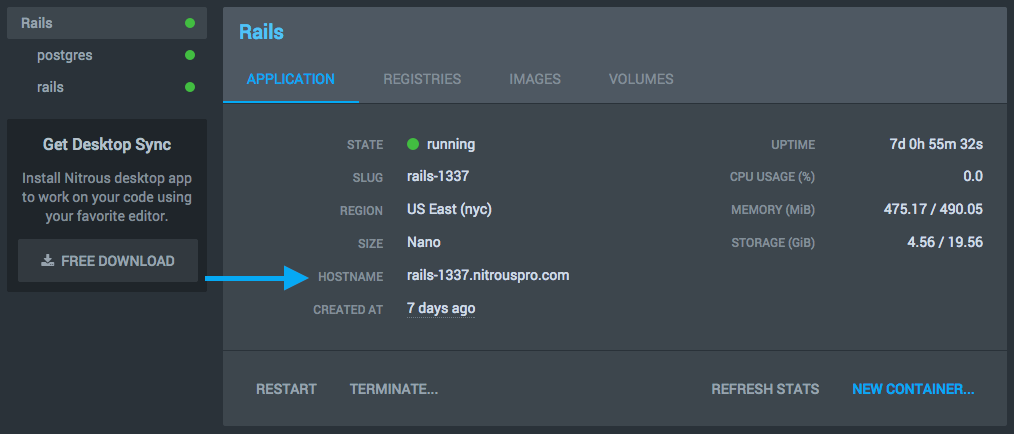 Rails
postgres
rails
Get Desktop Sync
Install Nitrous desktop app
to work on your code using
your favorite editor.
FREE DOWNLOAD
Rails
APPLICATION REGISTRIES IMAGES VOLUMES
STATE running UPTIME 7d 0h 55m 32s
SLUG rails-1337 CPU USAGE (%) 0.0
REGION US East (nyc) MEMORY (MiB) 475.17 / 490.05
SIZE Nano STORAGE (GiB) 4.56 / 19.56
HOSTNAME rails-1337.nitrouspro.com
CREATED AT 7 days ago
RESTART TERMINATE... REFRESH STATS NEW CONTAINER...